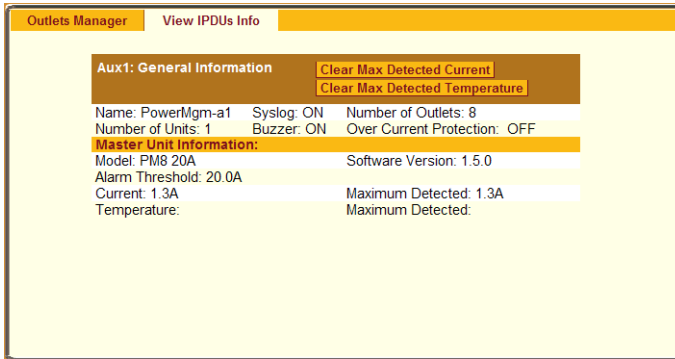 Outlets Manager View IPDUs Info
Aux1: General Information Clear Max Detected Current
Clear Max Detected Temperature
Name: PowerMgm-a1 Syslog: ON Number of Outlets: 8
Number of Units: 1 Buzzer: ON Over Current Protection: OFF
Master Unit Information:
Model: PM8 20A Software Version: 1.5.0
Alarm Threshold: 20.0A
Current: 1.3A Maximum Detected: 1.3A
Temperature: Maximum Detected: